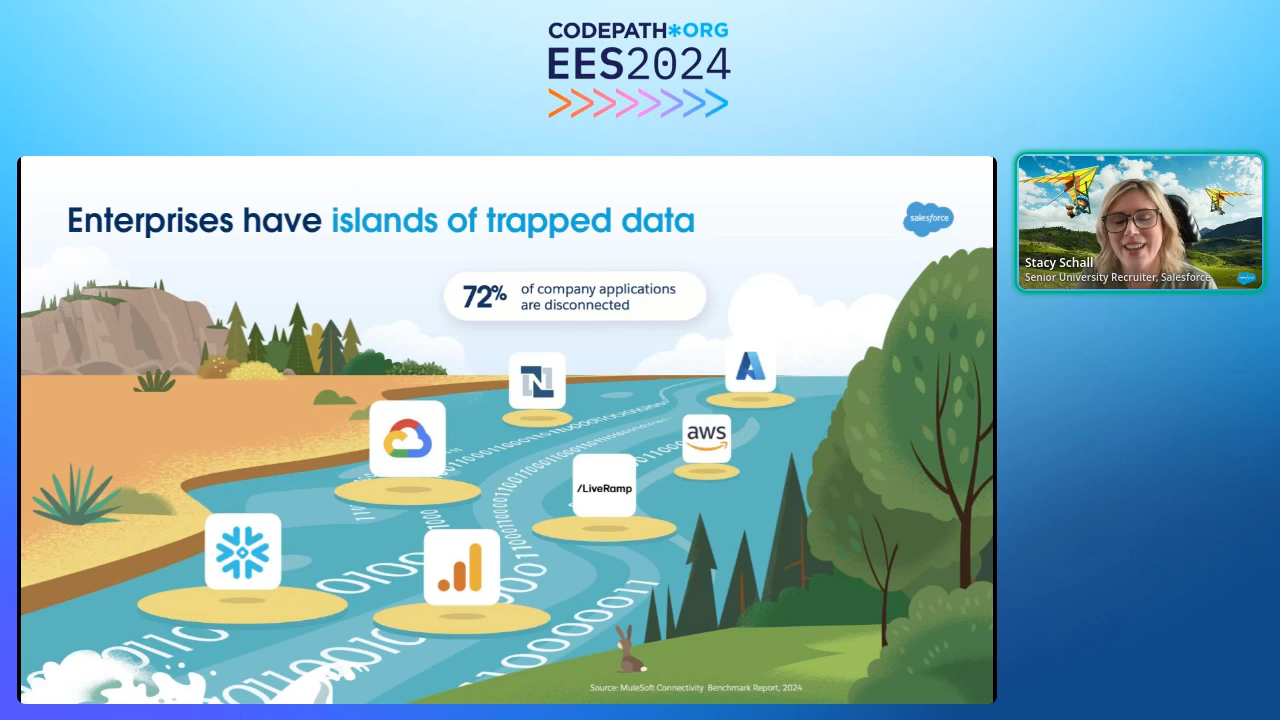 CODEPATH*ORG
EES2024
Enterprises have islands of trapped data
salesforce
72% of company applications
are disconnected
N
aws
/LiveRamp
Stacy Schall
Senior University Recruiter, Salesforce
Source: MuleSoft Connectivity Benchmark Report, 2024